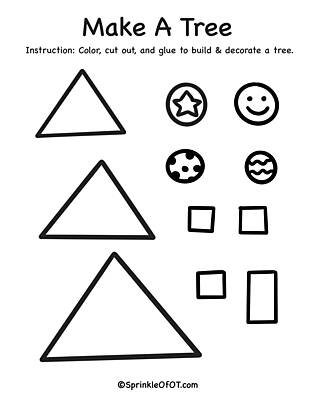 Make A Tree
Instruction: Color, cut out, and glue to build & decorate a tree.
©SprinkleOfOT.com